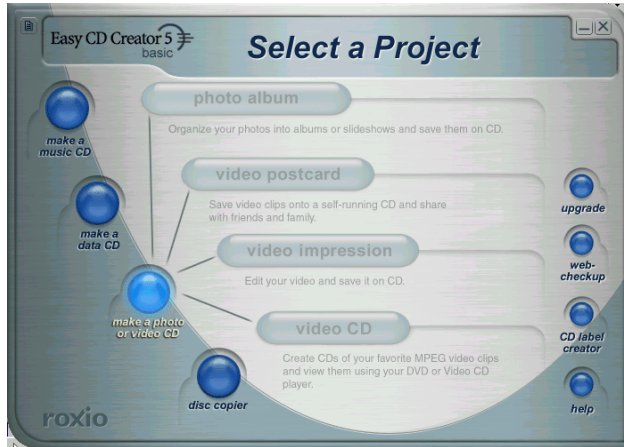 Easy CD Creator 5
basic
Select a Project
photo album
Organize your photos into albums or slideshows and save them on CD.
make a
music CD
video postcard
Save video clips onto a self-running CD and share
with friends and family.
make a
data CD
upgrade
video impression
Edit your video and save it on CD.
web-
checkup
make a photo
or video CD
video CD
Create CDs of your favorite MPEG video clips
and view them using your DVD or Video CD
player.
CD label
creator
disc copier
help
roxio